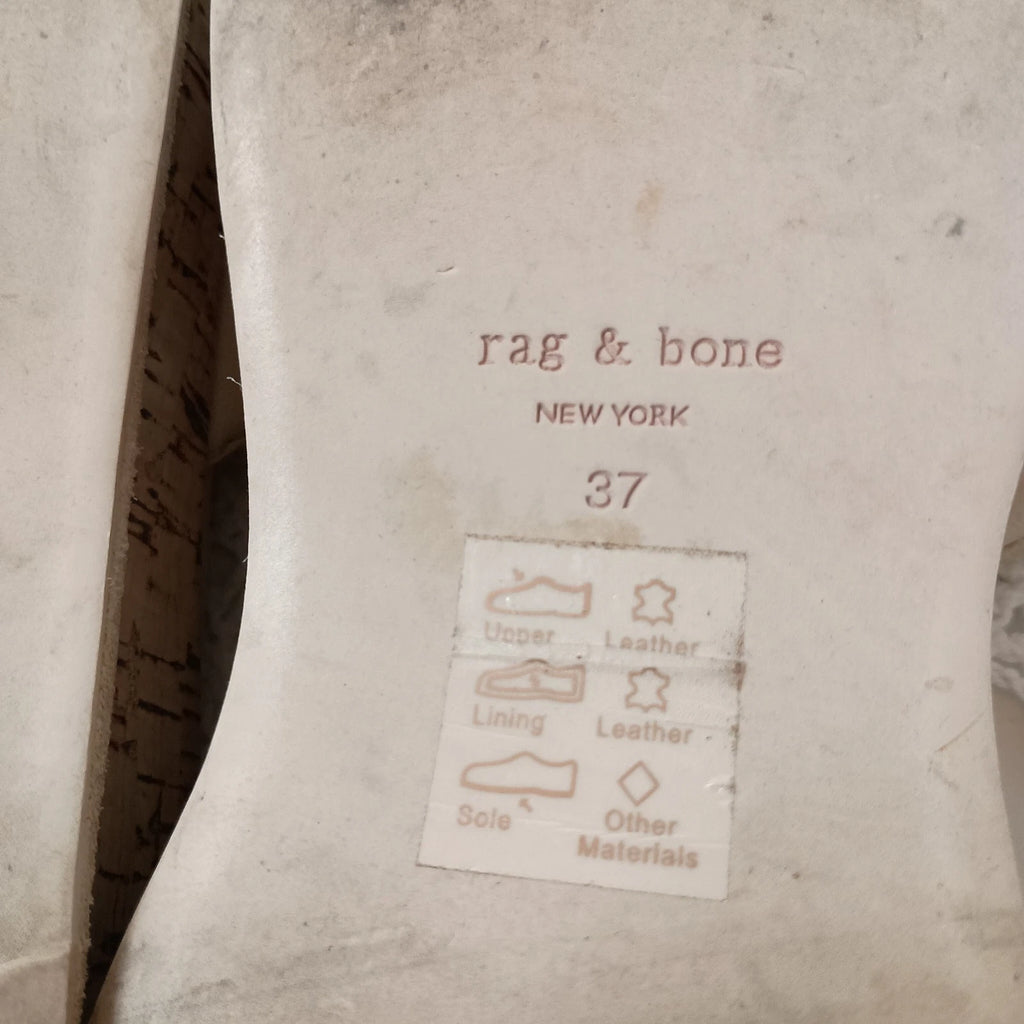 rag & bone
NEW YORK
37
Upper Leather
Lining Leather
Sole Other
Materials